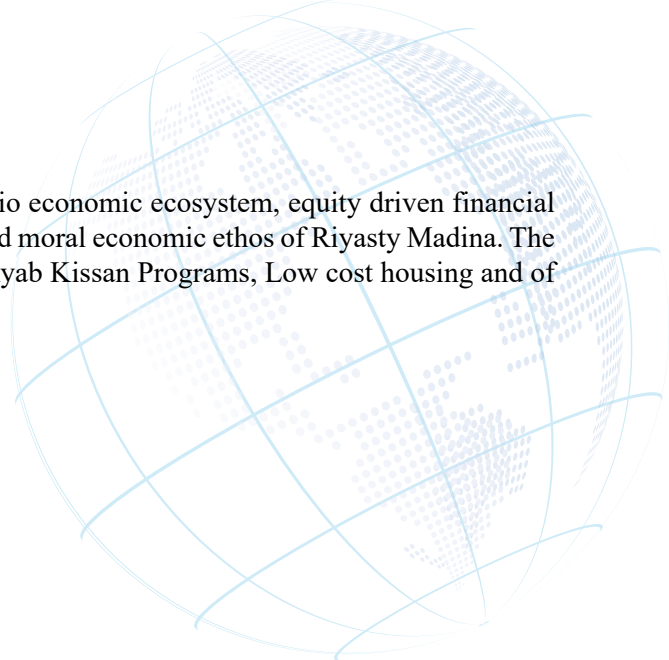 io economic ecosystem, equity driven financial
d moral economic ethos of Riyasty Madina. The
yab Kissan Programs, Low cost housing and of